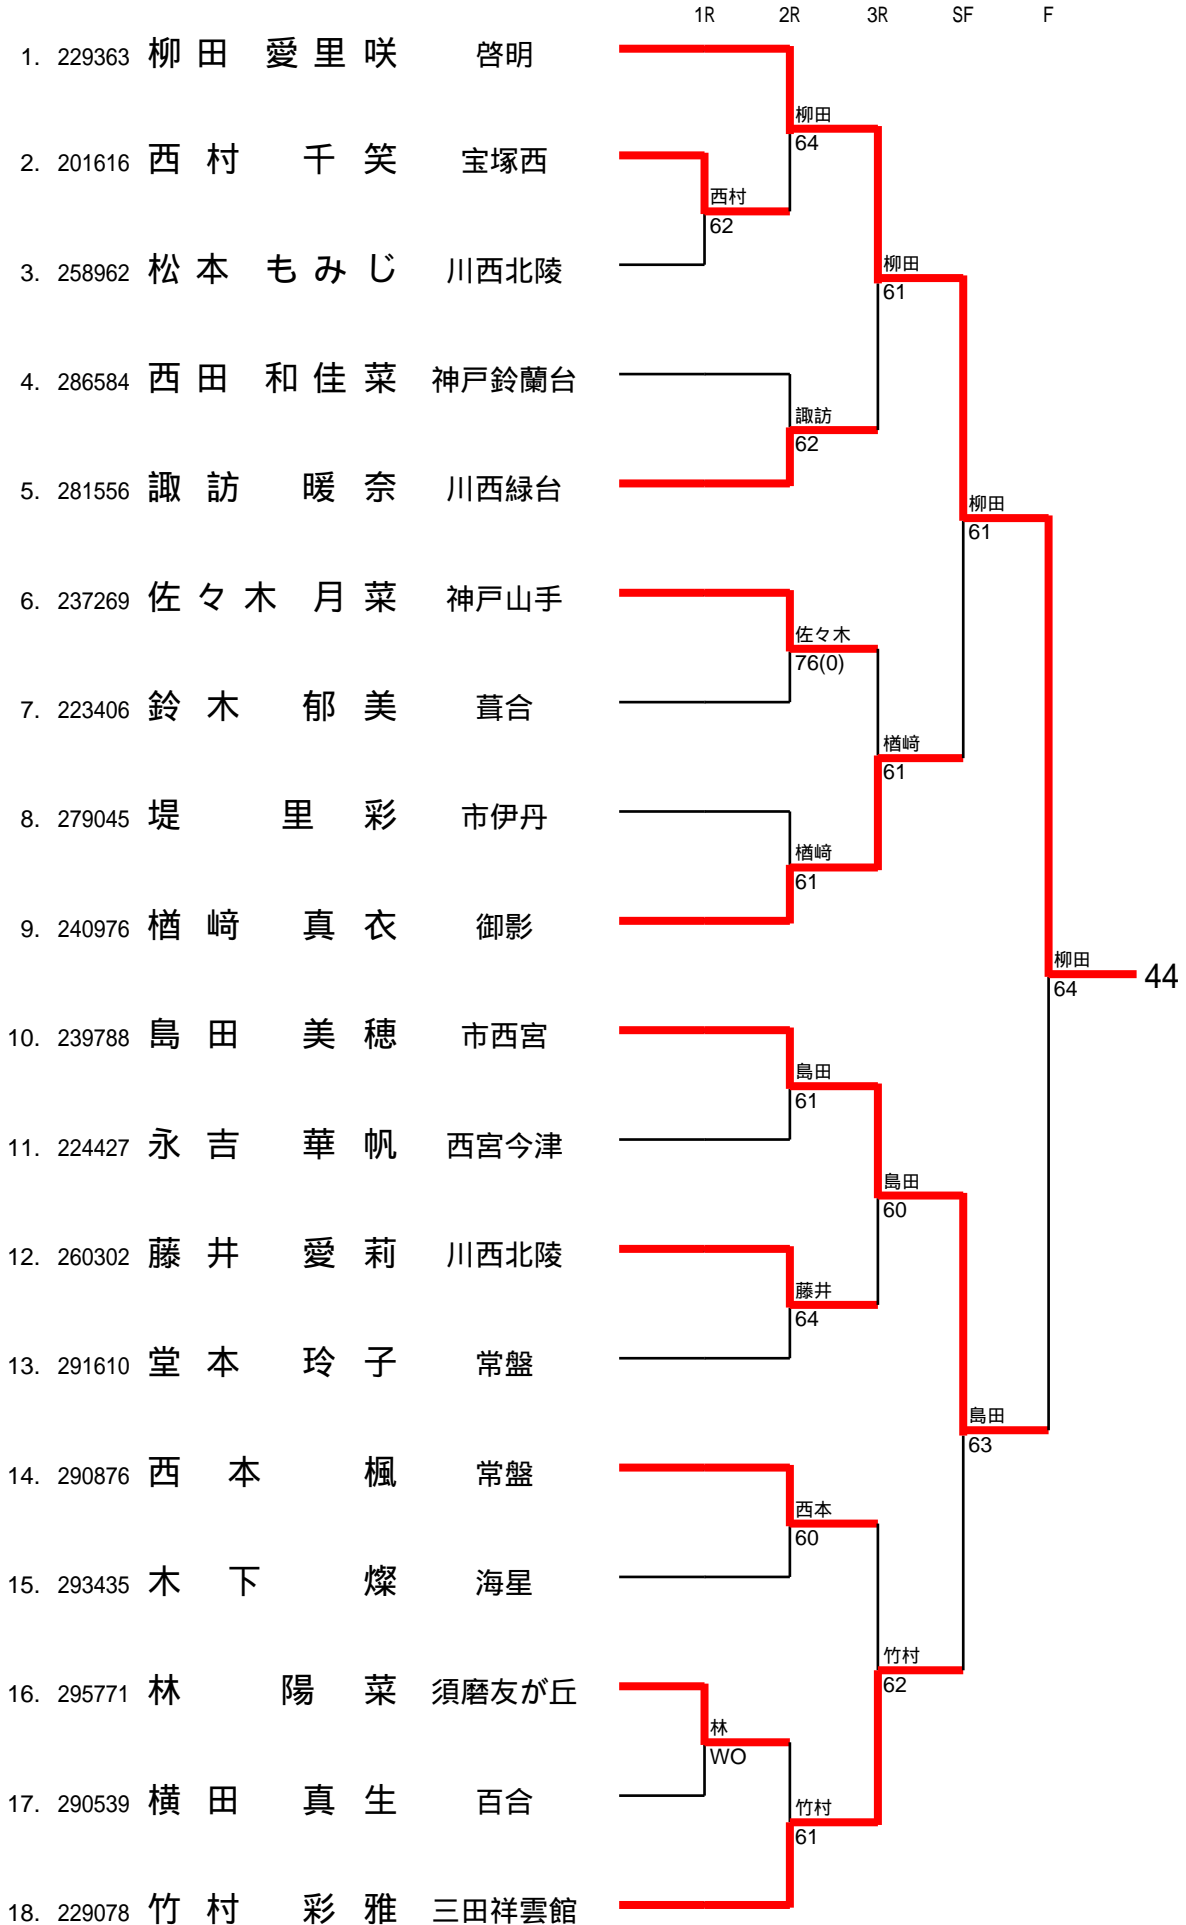 1R 2R 3R SF F
1. 229363 柳田 愛里咲 啓明
柳田
64
2. 201616 西村 千笑 宝塚西
西村
62
3. 258962 松本 もみじ 川西北陵
柳田
61
4. 286584 西田 和佳菜 神戸鈴蘭台
諏訪
62
5. 281556 諏訪 暖奈 川西緑台
柳田
61
6. 237269 佐々木 月菜 神戸山手
佐々木
76(0)
7. 223406 鈴木 郁美 葺合
楢﨑
61
8. 279045 堤 里彩 市伊丹
楢﨑
61
9. 240976 楢﨑 真衣 御影
柳田
64
44
10. 239788 島田 美穂 市西宮
島田
61
11. 224427 永吉 華帆 西宮今津
島田
60
12. 260302 藤井 愛莉 川西北陵
藤井
64
13. 291610 堂本 玲子 常盤
島田
63
14. 290876 西本 楓 常盤
西本
60
15. 293435 木下 燦 海星
竹村
62
16. 295771 林 陽菜 須磨友が丘
林
WO
17. 290539 横田 真生 百合
竹村
61
18. 229078 竹村 彩雅 三田祥雲館